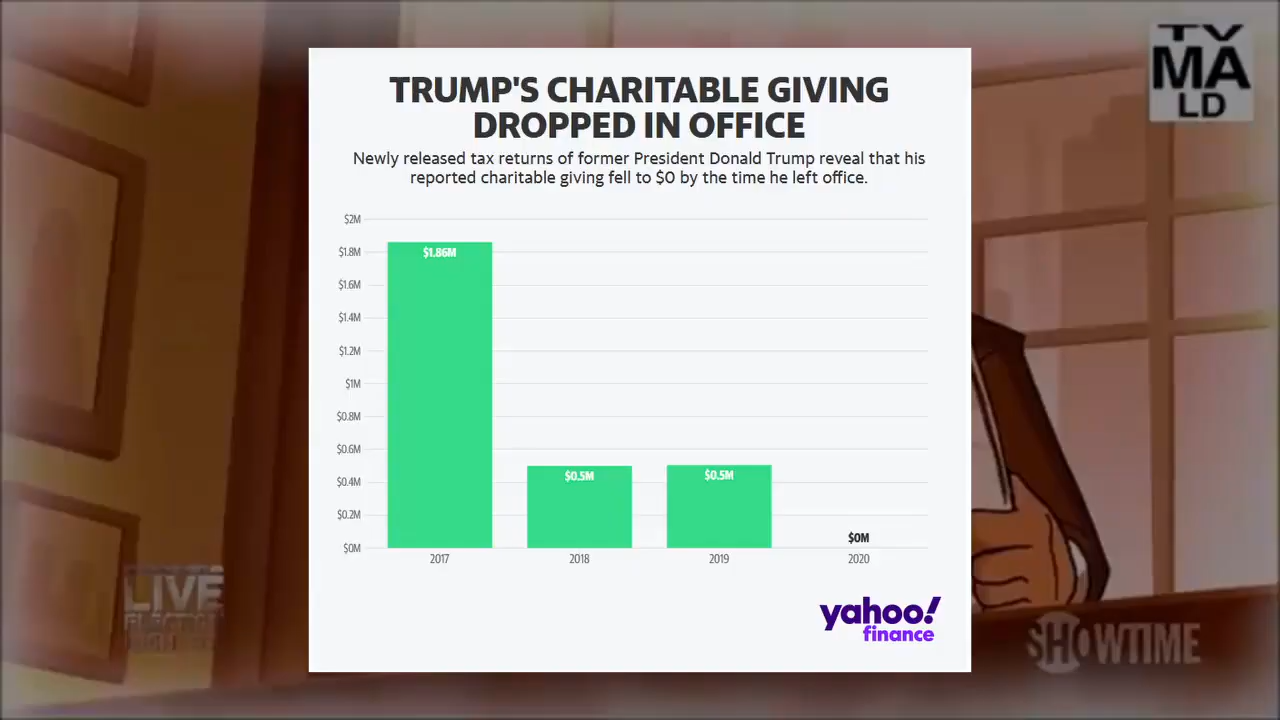 TV
MA
LD
TRUMP'S CHARITABLE GIVING
DROPPED IN OFFICE
Newly released tax returns of former President Donald Trump reveal that his
reported charitable giving fell to $0 by the time he left office.
$2M
$1.8M
$1.6M
$1.4M
$1.2M
$1M
$0.8M
$0.6M
$0.4M
$0.2M
$0M
$1.86M
$0.5M
$0.5M
$0M
2017
2018
2019
2020
yahoo!
finance
LIVE
ELECTION
SHOWTIME